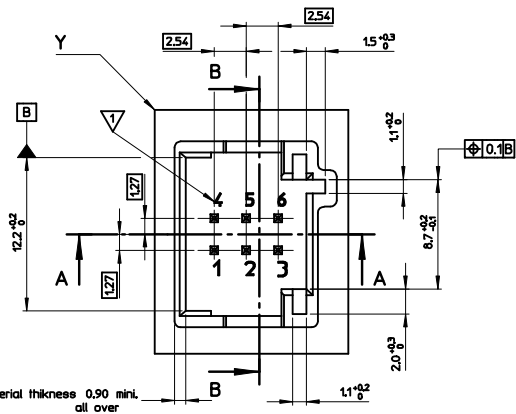 2.54
2.54
1.5 +0.3 0
Y
B
1
B
1.1 +0.2 0
⌖ 0.1 B
1.27
4 5 6
12.2 +0.2 0
8.7 +0.2 -0.1
A
1 2 3
A
1.27
2.0 +0.3 0
B
1.1 +0.2 0
erial thikness 0.90 mini.
all over